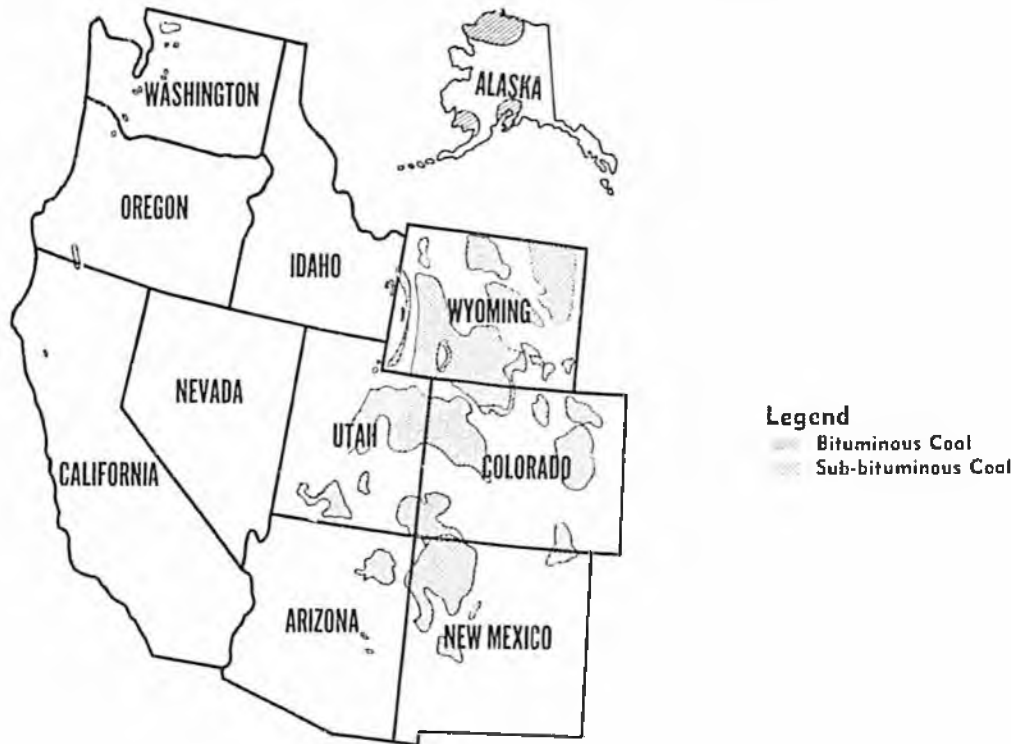 WASHINGTON
ALASKA
OREGON
IDAHO
WYOMING
NEVADA
UTAH
COLORADO
CALIFORNIA
ARIZONA
NEW MEXICO
Legend
Bituminous Coal
Sub-bituminous Coal